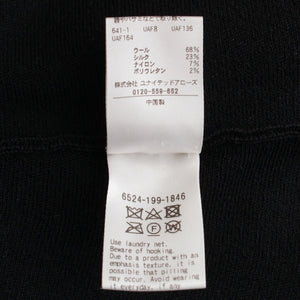 641-1 UAF8 UAF136
UAF164
ウール 68%
シルク 23%
ナイロン 7%
ポリウレタン 2%
株式会社 ユナイテッドアローズ
0120-559-652
中国製
6524-199-1846
Use laundry net.
Beware of hooking.
Due to a product with an
emphasis texture, it is
possible that pilling
may occur. Avoid wearing
it every